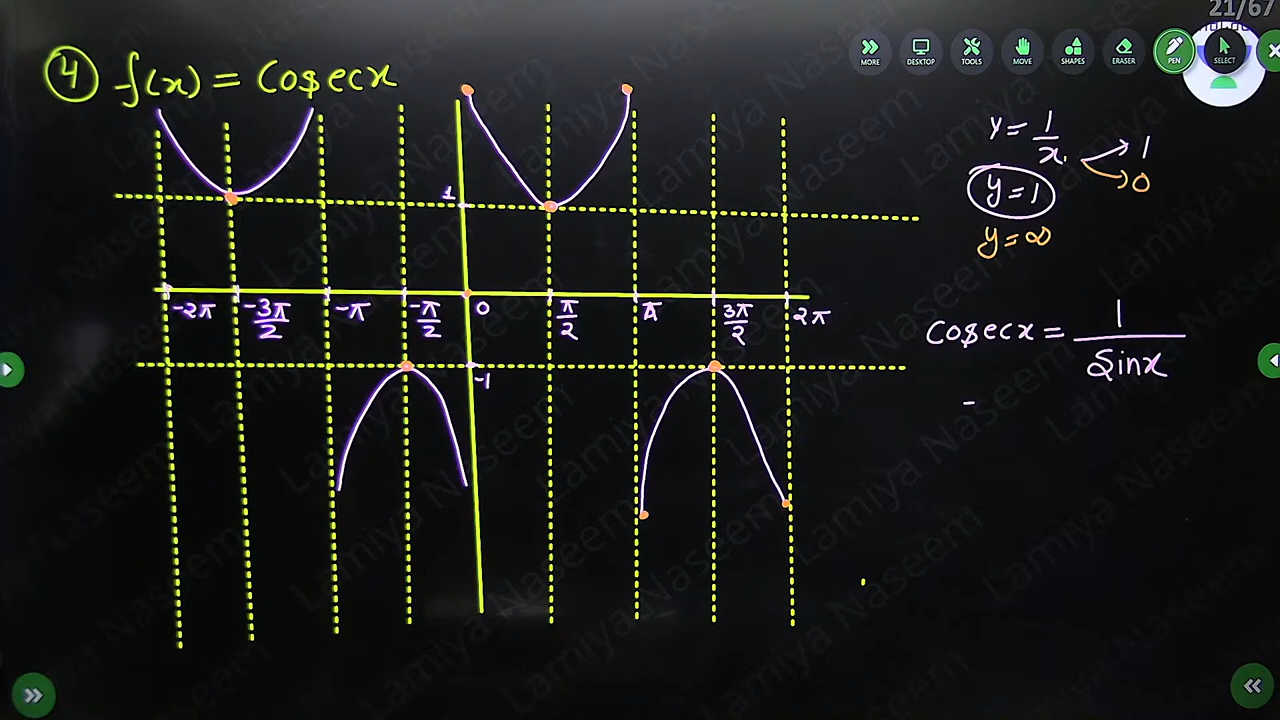 21/67
MORE DESKTOP TOOLS MOVE SHAPES ERASER PEN SELECT
4 f(x) = Cosecx
y = 1/x → 1
→ 0
y = 1
y = ∞
1
-2π -3π/2 -π -π/2 0 π/2 π 3π/2 2π
-1
Cosecx = 1/Sinx
-
Lamiya Naseem